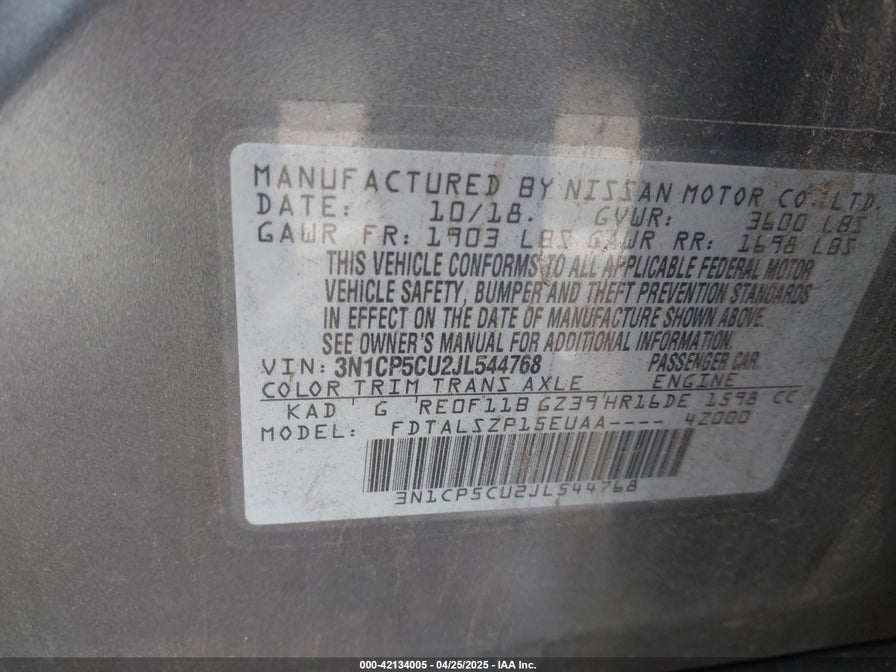 MANUFACTURED BY NISSAN MOTOR CO. LTD.
DATE: 10/18. GVWR: 3600 LBS
GAWR FR: 1903 LBS GAWR RR: 1698 LBS
THIS VEHICLE CONFORMS TO ALL APPLICABLE FEDERAL MOTOR
VEHICLE SAFETY, BUMPER AND THEFT PREVENTION STANDARDS
IN EFFECT ON THE DATE OF MANUFACTURE SHOWN ABOVE.
SEE OWNER'S MANUAL FOR ADDITIONAL INFORMATION.
VIN: 3N1CP5CU2JL544768 PASSENGER CAR.
COLOR TRIM TRANS AXLE ENGINE
KAD G RE0F11B GZ39 HR16DE 1598 CC
MODEL: FDTALSZP15EUAA---- 4Z000
3N1CP5CU2JL544768
000-42134005 - 04/25/2025 - IAA Inc.